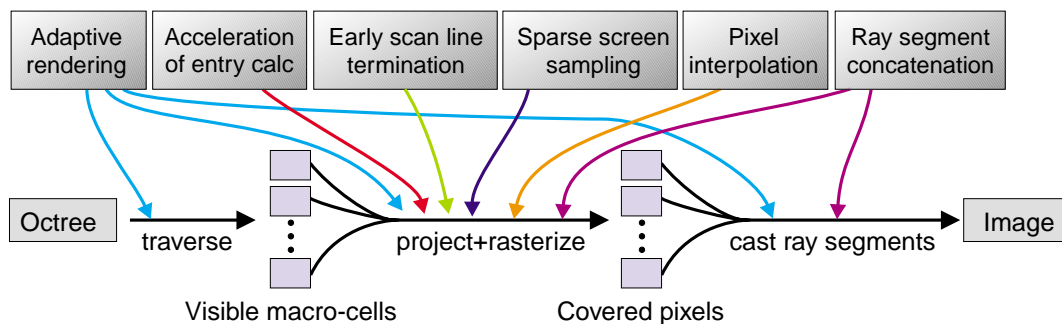 Adaptive
rendering
Acceleration
of entry calc
Early scan line
termination
Sparse screen
sampling
Pixel
interpolation
Ray segment
concatenation
Octree
traverse
project+rasterize
cast ray segments
Image
Visible macro-cells
Covered pixels